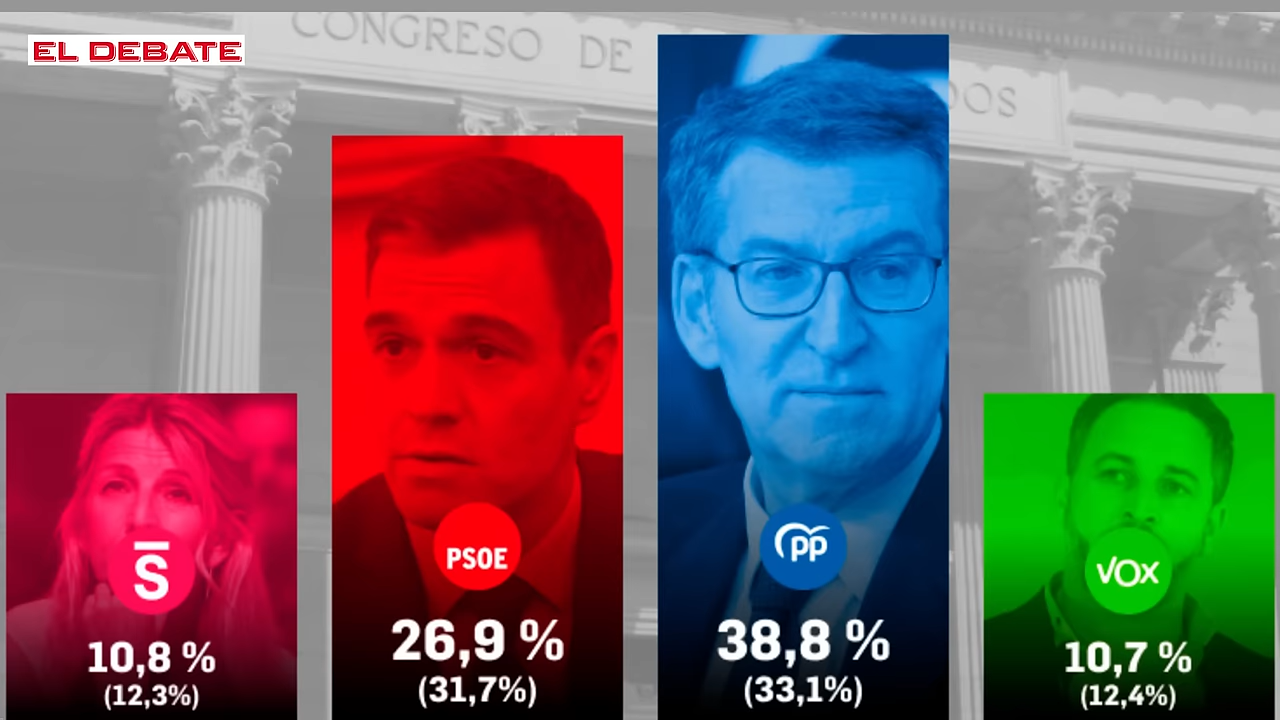 EL DEBATE
CONGRESO DE
DOS
S
10,8 %
(12,3%)
PSOE
26,9 %
(31,7%)
PP
38,8 %
(33,1%)
VOX
10,7 %
(12,4%)